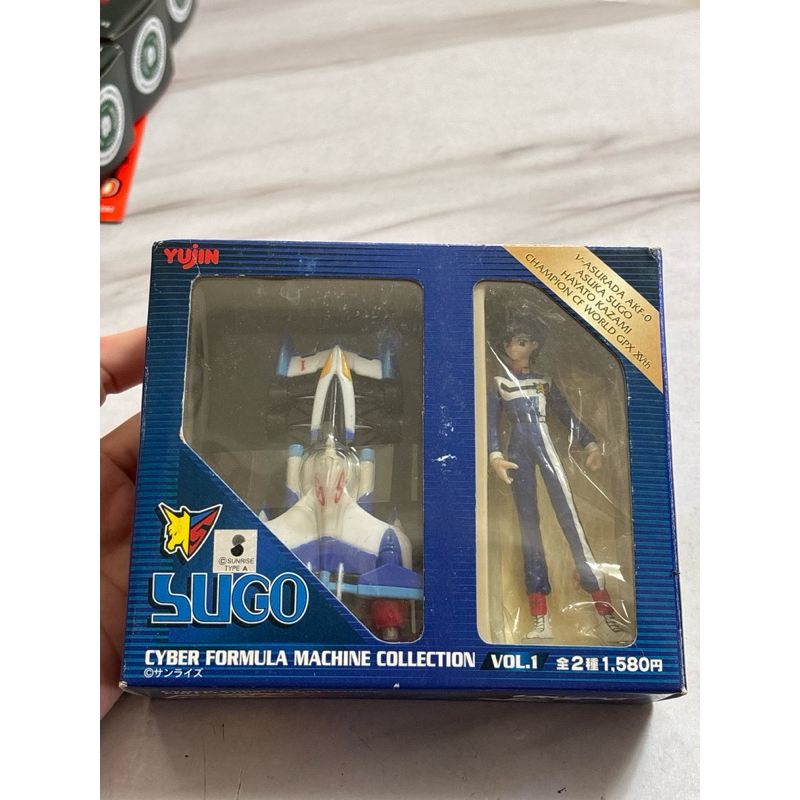 YUJIN
ν-ASURADA AKF-0
ASUKA SUGO
HAYATO KAZAMI
CHAMPION CF WORLD GPX XVth
S
©SUNRISE
TYPE A
SUGO
CYBER FORMULA MACHINE COLLECTION VOL.1 全2種1,580円
©サンライズ